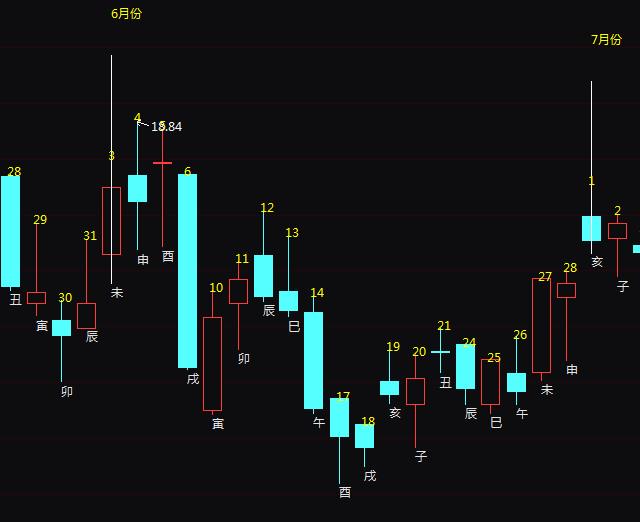 6月份
7月份
28
丑
29
寅
30
卯
31
辰
3
未
4
申
18.84
5
酉
6
戌
10
寅
11
卯
12
辰
13
巳
14
午
17
酉
18
戌
19
亥
20
子
21
丑
24
辰
25
巳
26
午
27
未
28
申
1
亥
2
子